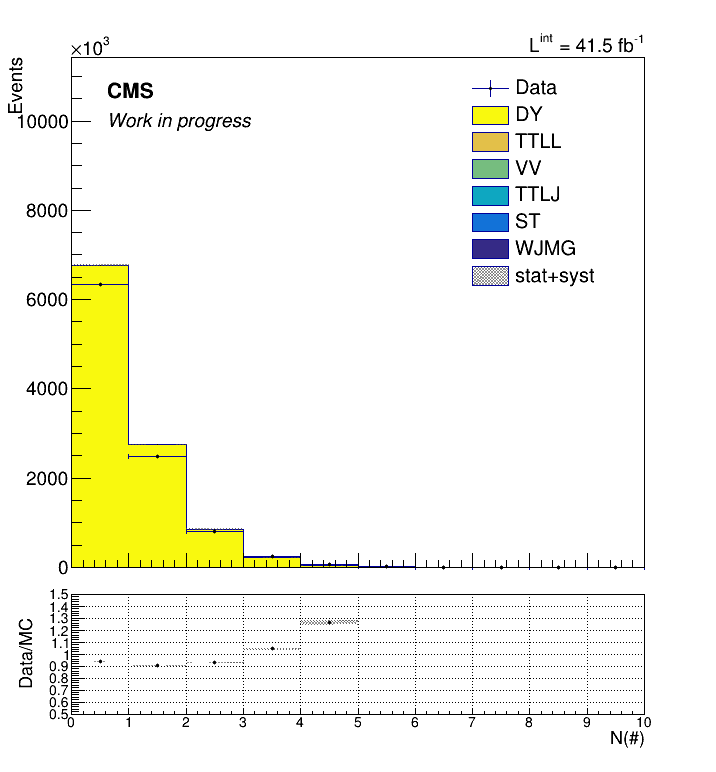 ×10³
L^int = 41.5 fb^-1
Events
CMS
Work in progress
Data
DY
TTLL
VV
TTLJ
ST
WJMG
stat+syst
10000
8000
6000
4000
2000
0
Data/MC
1.5
1.4
1.3
1.2
1.1
1
0.9
0.8
0.7
0.6
0.5
0 1 2 3 4 5 6 7 8 9 10
N(#)